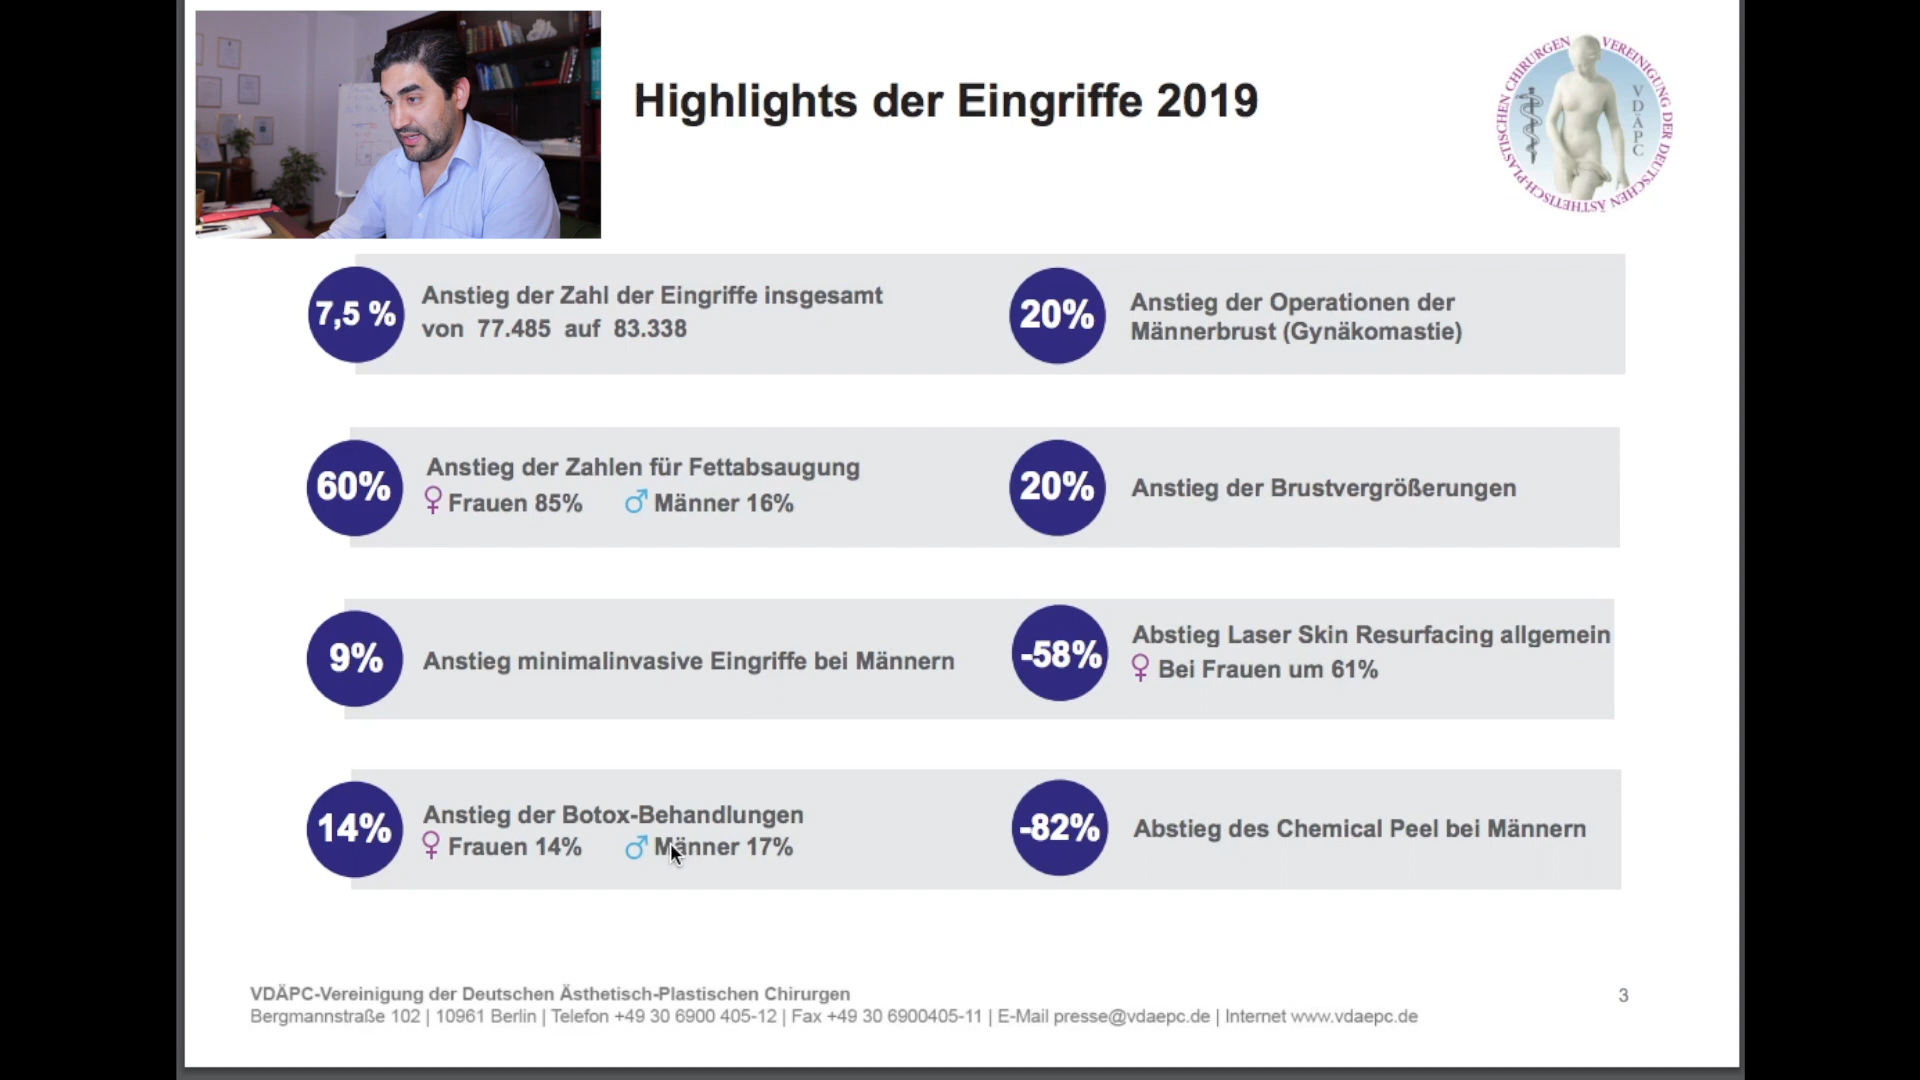 Highlights der Eingriffe 2019
VEREINIGUNG DER DEUTSCHEN ÄSTHETISCH-PLASTISCHEN CHIRURGEN
VDÄPC
7,5 %
Anstieg der Zahl der Eingriffe insgesamt
von 77.485 auf 83.338
20%
Anstieg der Operationen der
Männerbrust (Gynäkomastie)
60%
Anstieg der Zahlen für Fettabsaugung
♀ Frauen 85% ♂ Männer 16%
20%
Anstieg der Brustvergrößerungen
9%
Anstieg minimalinvasive Eingriffe bei Männern
-58%
Abstieg Laser Skin Resurfacing allgemein
♀ Bei Frauen um 61%
14%
Anstieg der Botox-Behandlungen
♀ Frauen 14% ♂ Männer 17%
-82%
Abstieg des Chemical Peel bei Männern
VDÄPC-Vereinigung der Deutschen Ästhetisch-Plastischen Chirurgen
Bergmannstraße 102 | 10961 Berlin | Telefon +49 30 6900 405-12 | Fax +49 30 6900405-11 | E-Mail presse@vdaepc.de | Internet www.vdaepc.de
3